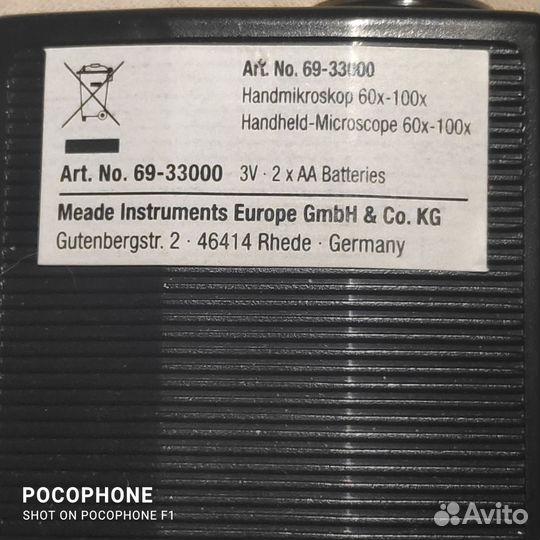 Art. No. 69-33000
Handmikroskop 60x-100x
Handheld-Microscope 60x-100x
Art. No. 69-33000 3V · 2 x AA Batteries
Meade Instruments Europe GmbH & Co. KG
Gutenbergstr. 2 · 46414 Rhede · Germany
POCOPHONE
SHOT ON POCOPHONE F1
Avito